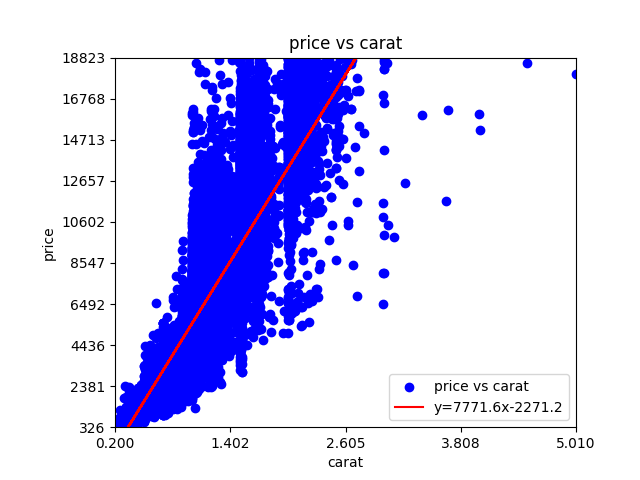 price vs carat
18823
16768
14713
12657
10602
8547
6492
4436
2381
326
price
price vs carat
y=7771.6x-2271.2
0.200 1.402 2.605 3.808 5.010
carat